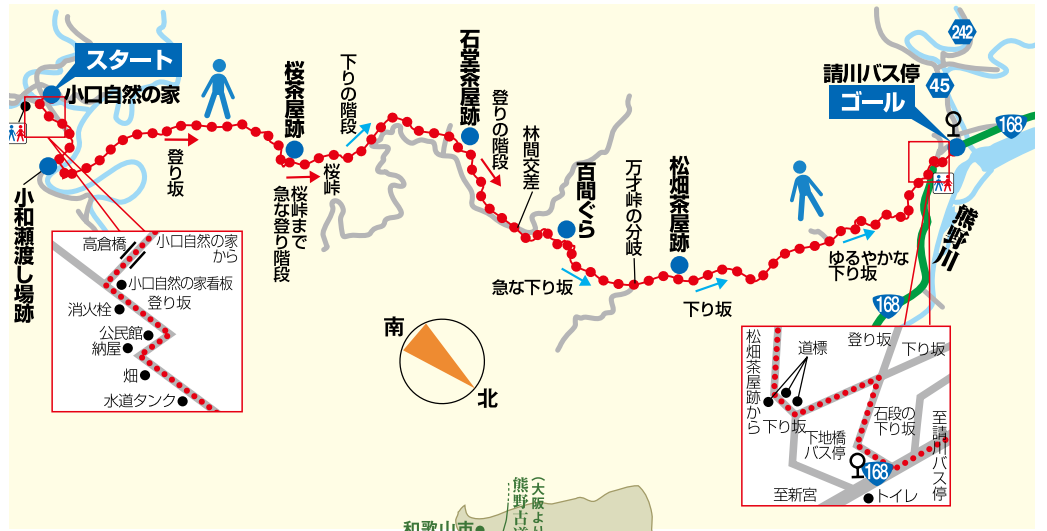 スタート
小口自然の家
小和瀬渡し場跡
登り坂
桜茶屋跡
桜峠
桜峠まで
急な登り階段
下りの階段
石堂茶屋跡
登りの階段
林間交差
百間ぐら
急な下り坂
万才峠の分岐
松畑茶屋跡
下り坂
ゆるやかな
下り坂
請川バス停
ゴール
242
45
168
熊野川
168
南
北
高倉橋
小口自然の家
から
小口自然の家看板
登り坂
消火栓
公民館
納屋
畑
水道タンク
松畑茶屋跡から
道標
登り坂
下り坂
下り坂
石段の
下り坂
下地橋
バス停
168
至請川バス停
至新宮
トイレ
和歌山市
(大阪より
熊野古道